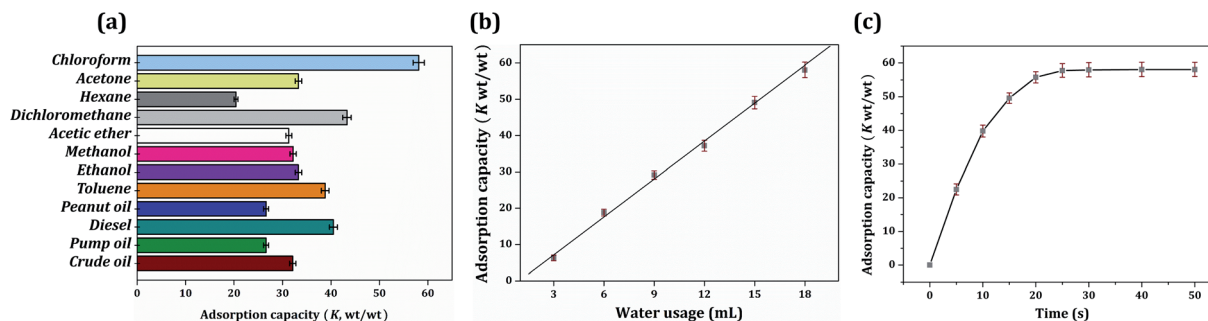 (a)
Chloroform
Acetone
Hexane
Dichloromethane
Acetic ether
Methanol
Ethanol
Toluene
Peanut oil
Diesel
Pump oil
Crude oil
0 10 20 30 40 50 60
Adsorption capacity (K, wt/wt)
(b)
Adsorption capacity (K wt/wt)
60
50
40
30
20
10
0
3 6 9 12 15 18
Water usage (mL)
(c)
Adsorption capacity (K wt/wt)
70
60
50
40
30
20
10
0
0 10 20 30 40 50
Time (s)